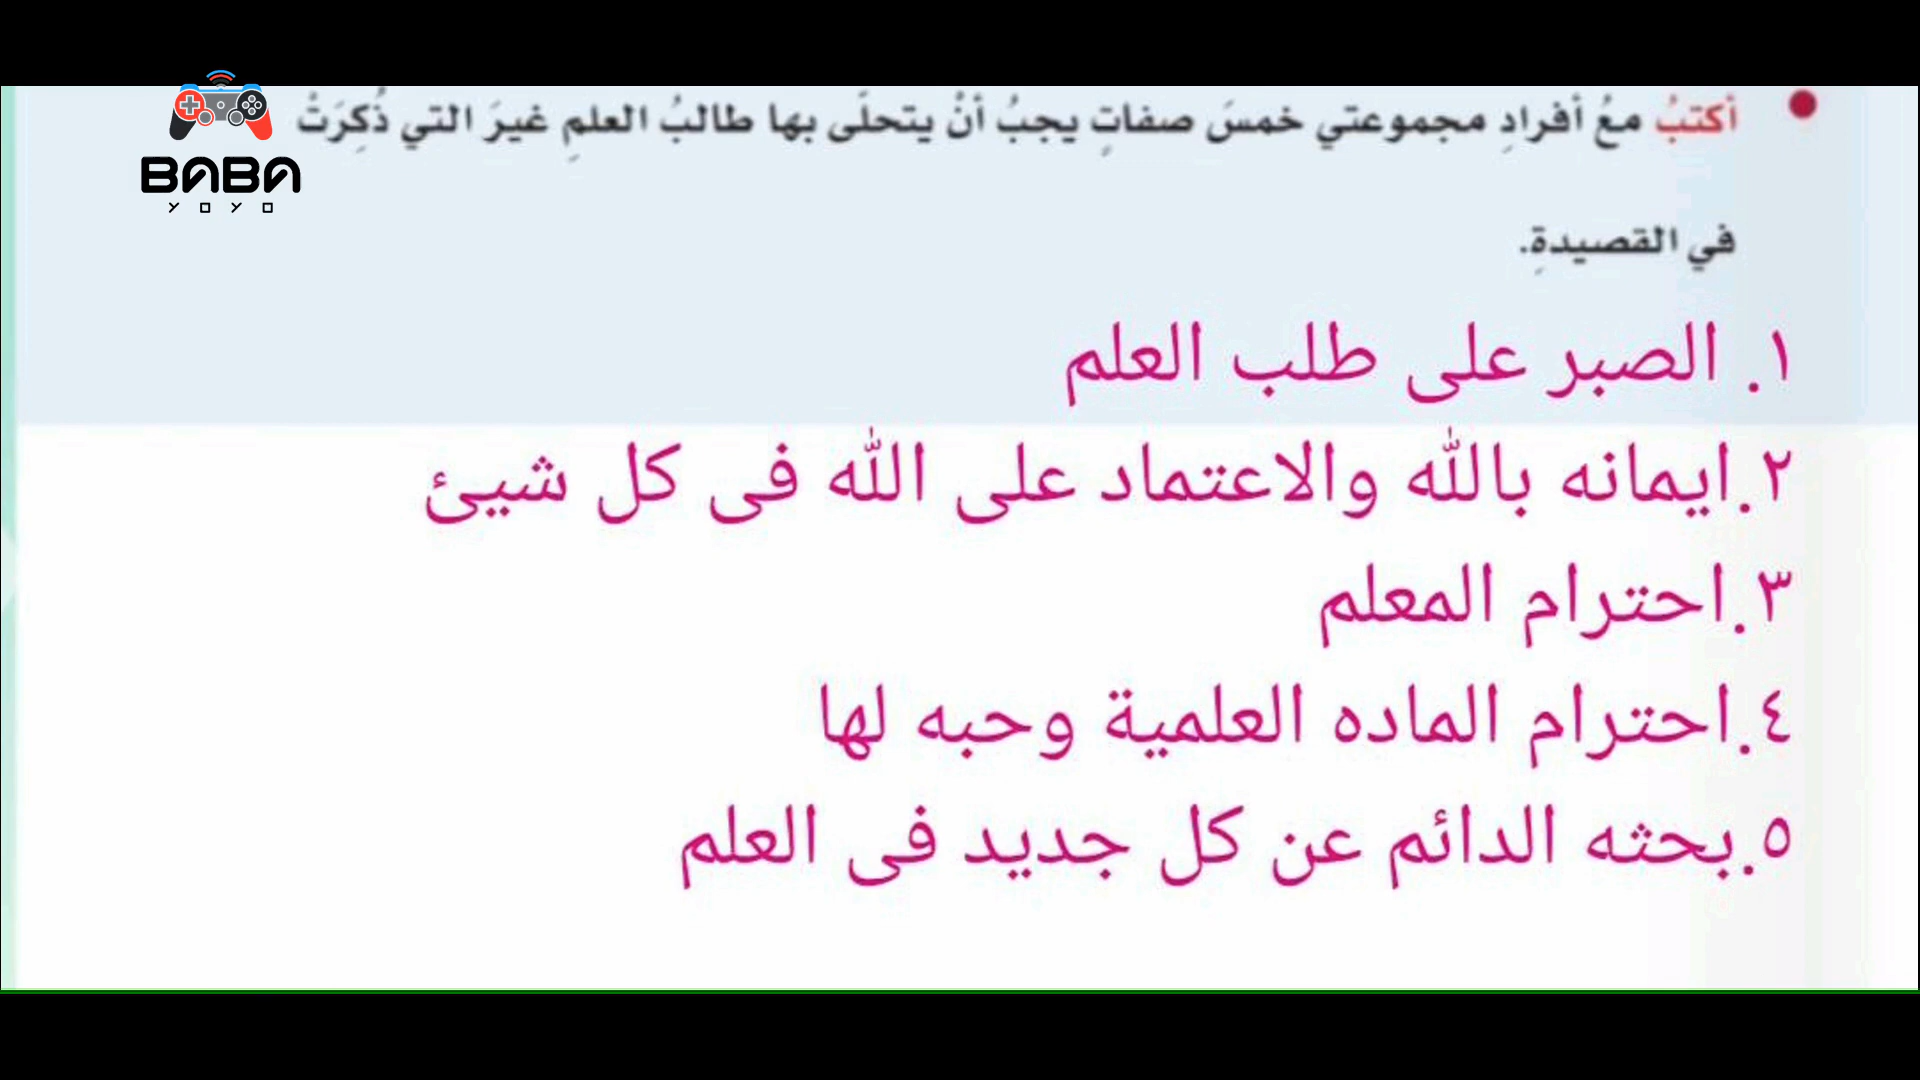 BABA
YOYO
أكتبُ معُ أفرادِ مجموعتي خمسَ صفاتٍ يجبُ أنْ يتحلَّى بها طالبُ العلمِ غيرَ التي ذُكِرَتْ
في القصيدةِ.
١. الصبر على طلب العلم
٢.ايمانه بالله والاعتماد على الله فى كل شيئ
٣.احترام المعلم
٤.احترام الماده العلمية وحبه لها
٥.بحثه الدائم عن كل جديد فى العلم